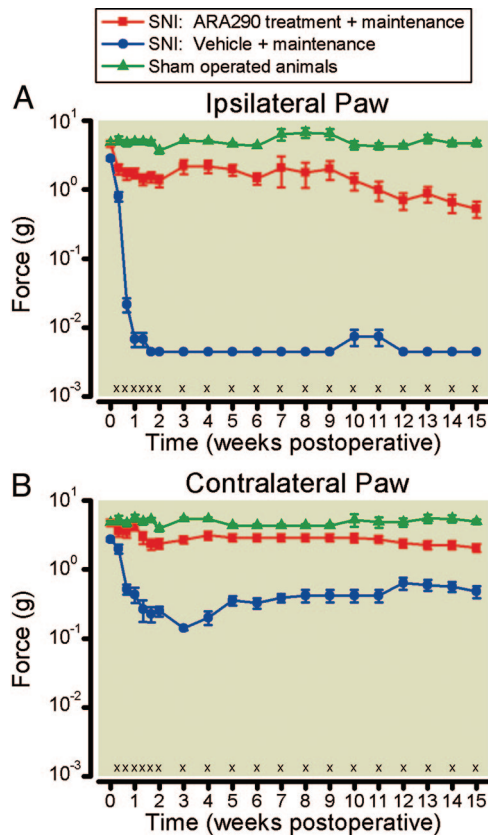 SNI: ARA290 treatment + maintenance
SNI: Vehicle + maintenance
Sham operated animals
A
Ipsilateral Paw
Force (g)
10^1
10^0
10^-1
10^-2
10^-3
x x x x x x x x x x x x x x x x x x x
0 1 2 3 4 5 6 7 8 9 10 11 12 13 14 15
Time (weeks postoperative)
B
Contralateral Paw
Force (g)
10^1
10^0
10^-1
10^-2
10^-3
x x x x x x x x x x x x x x x x x x x
0 1 2 3 4 5 6 7 8 9 10 11 12 13 14 15
Time (weeks postoperative)